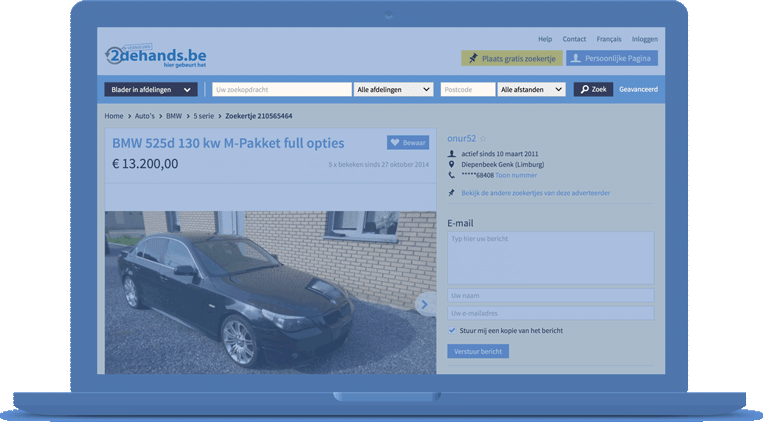 Help Contact Français Inloggen
2dehands.be
hier gebeurt het
Plaats gratis zoekertje Persoonlijke Pagina
Blader in afdelingen Uw zoekopdracht Alle afdelingen Postcode Alle afstanden Zoek Geavanceerd
Home > Auto's > BMW > 5 serie > Zoekertje 210565464
BMW 525d 130 kw M-Pakket full opties
Bewaar
€ 13.200,00
5 x bekeken sinds 27 oktober 2014
onur52
actief sinds 10 maart 2011
Diepenbeek Genk (Limburg)
*****68408 Toon nummer
Bekijk de andere zoekertjes van deze adverteerder
E-mail
Typ hier uw bericht
Uw naam
Uw e-mailadres
Stuur mij een kopie van het bericht
Verstuur bericht